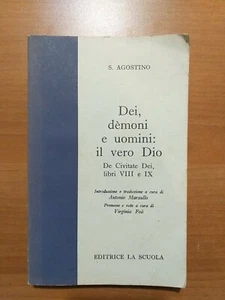 S. AGOSTINO
Dei,
dèmoni
e uomini:
il vero Dio
De Civitate Dei,
libri VIII e IX
Introduzione e traduzione a cura di
Antonio Marzullo
Premessa e note a cura di
Virginia Foà
EDITRICE LA SCUOLA